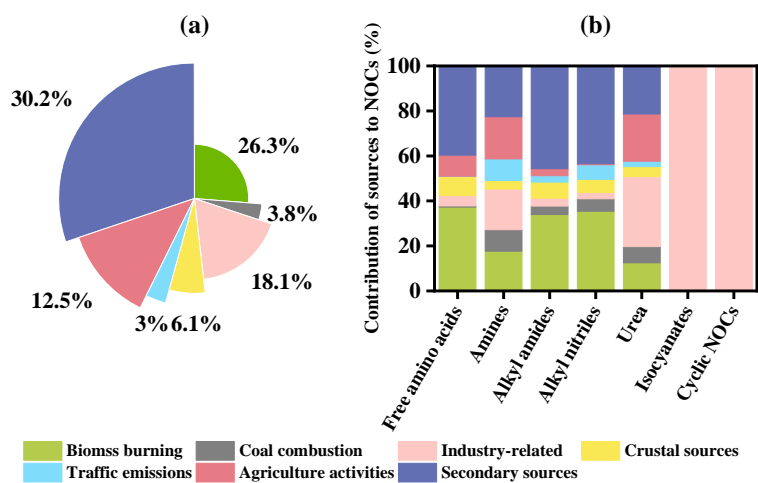 (a)
30.2%
26.3%
3.8%
18.1%
6.1%
3%
12.5%
(b)
Contribution of sources to NOCs (%)
100
80
60
40
20
0
Free amino acids
Amines
Alkyl amides
Alkyl nitriles
Urea
Isocyanates
Cyclic NOCs
Biomss burning
Coal combustion
Industry-related
Crustal sources
Traffic emissions
Agriculture activities
Secondary sources